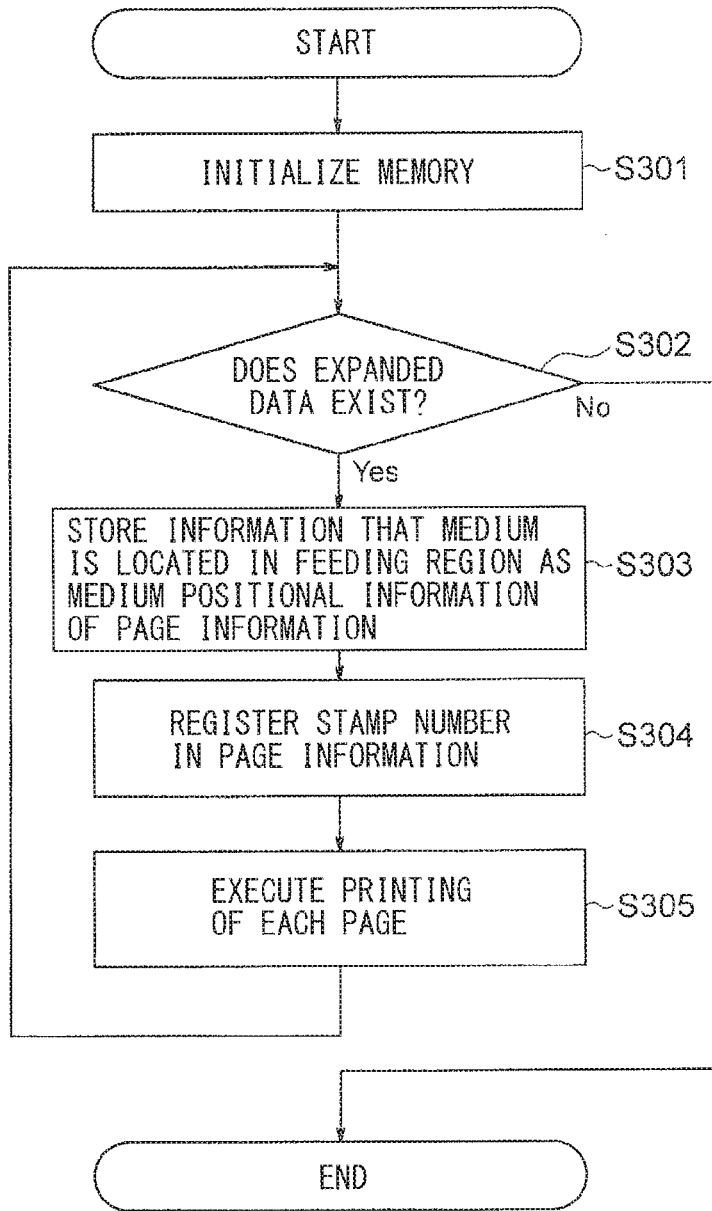 START
INITIALIZE MEMORY
S301
DOES EXPANDED
DATA EXIST?
S302
No
Yes
STORE INFORMATION THAT MEDIUM
IS LOCATED IN FEEDING REGION AS
MEDIUM POSITIONAL INFORMATION
OF PAGE INFORMATION
S303
REGISTER STAMP NUMBER
IN PAGE INFORMATION
S304
EXECUTE PRINTING
OF EACH PAGE
S305
END